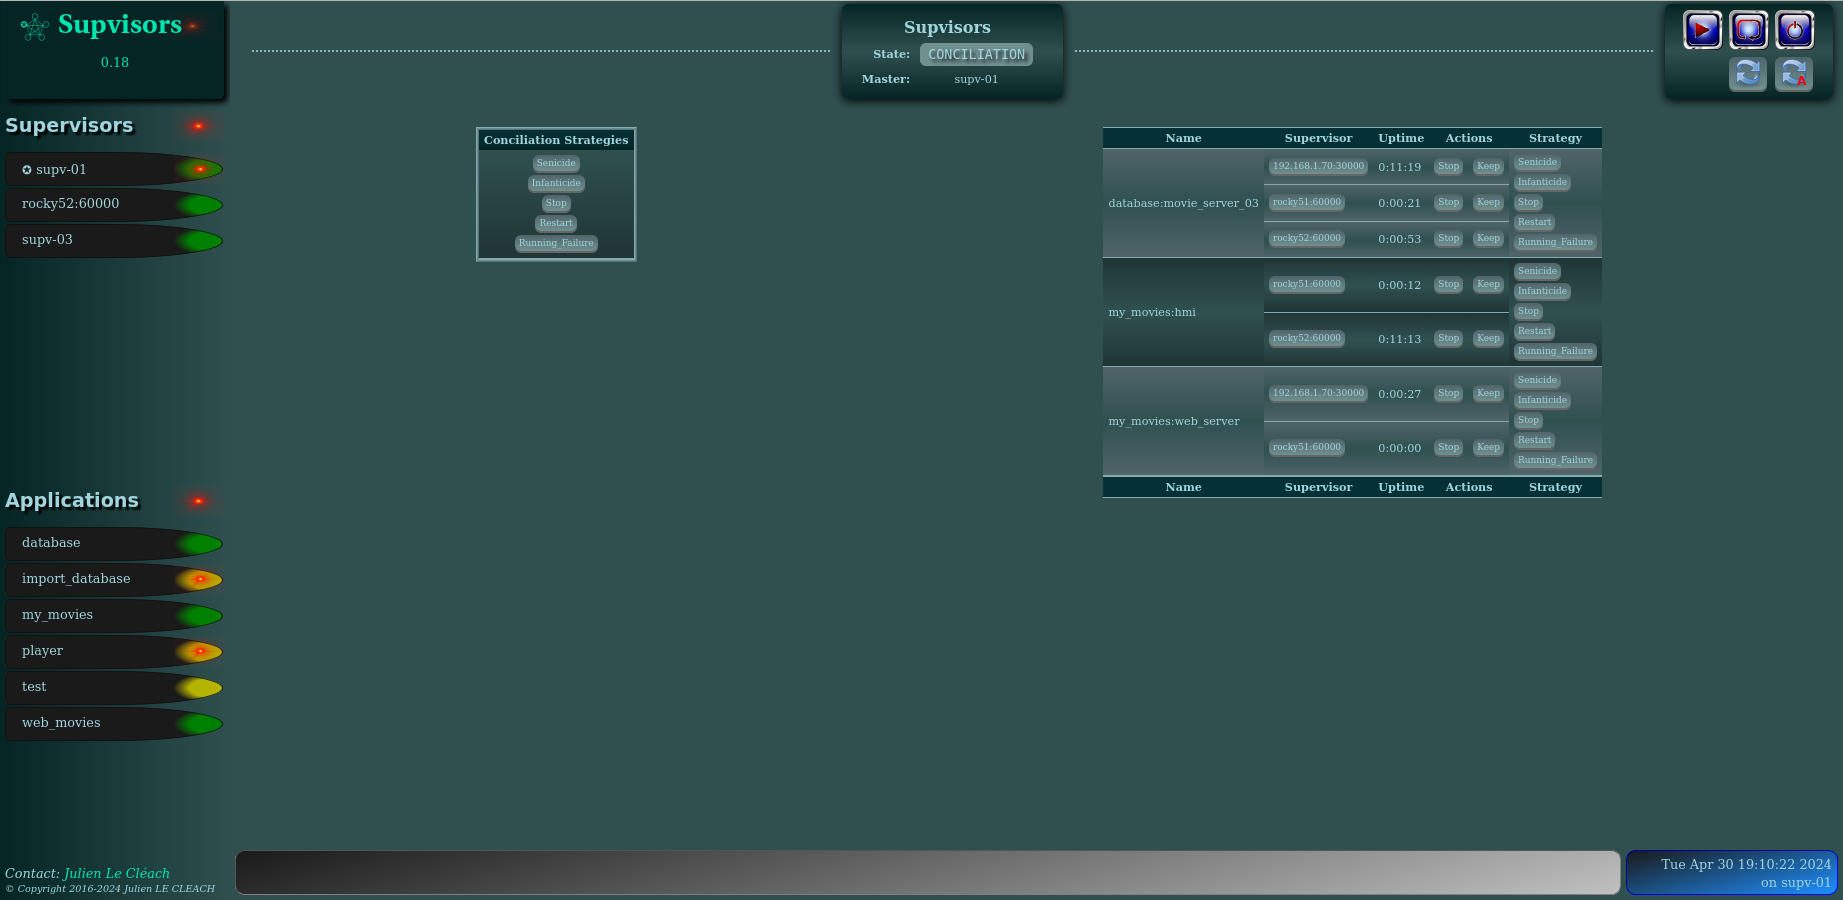 Supvisors
0.18
Supervisors
✪ supv-01
rocky52:60000
supv-03
Applications
database
import_database
my_movies
player
test
web_movies
Contact: Julien Le Cléach
© Copyright 2016-2024 Julien LE CLEACH
Supvisors
State: CONCILIATION
Master: supv-01
A
Conciliation Strategies
Senicide
Infanticide
Stop
Restart
Running_Failure
Name Supervisor Uptime Actions Strategy
database:movie_server_03
192.168.1.70:30000 0:11:19 Stop Keep
rocky51:60000 0:00:21 Stop Keep
rocky52:60000 0:00:53 Stop Keep
Senicide
Infanticide
Stop
Restart
Running_Failure
my_movies:hmi
rocky51:60000 0:00:12 Stop Keep
rocky52:60000 0:11:13 Stop Keep
Senicide
Infanticide
Stop
Restart
Running_Failure
my_movies:web_server
192.168.1.70:30000 0:00:27 Stop Keep
rocky51:60000 0:00:00 Stop Keep
Senicide
Infanticide
Stop
Restart
Running_Failure
Name Supervisor Uptime Actions Strategy
Tue Apr 30 19:10:22 2024
on supv-01